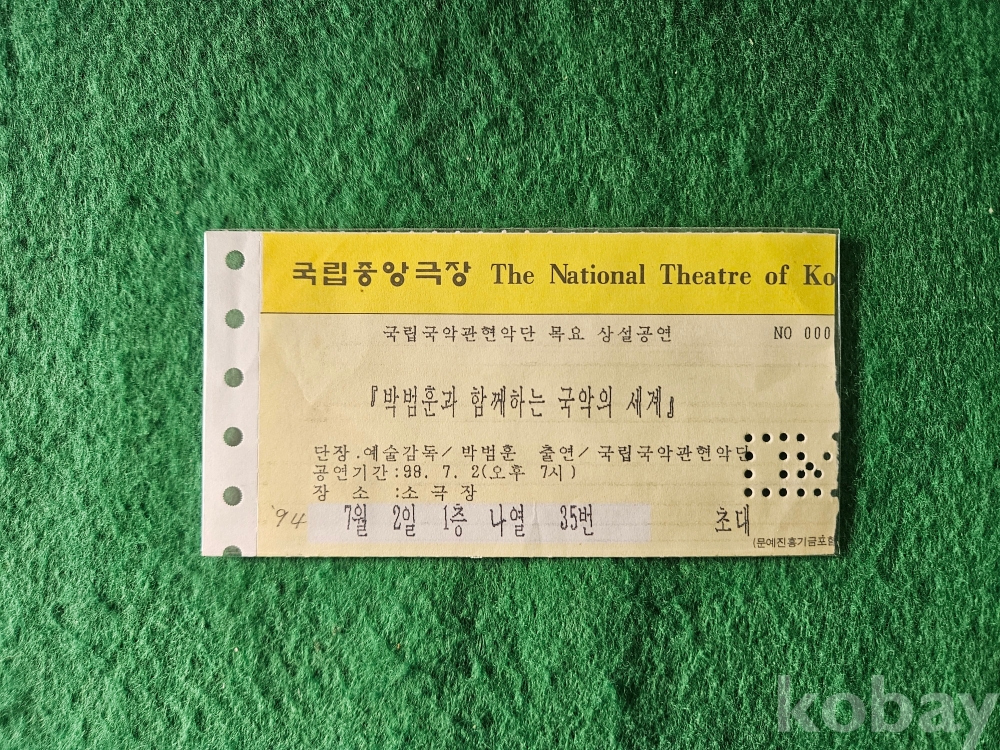 국립중앙극장 The National Theatre of Ko
국립국악관현악단 목요 상설공연 NO 000
『박범훈과 함께하는 국악의 세계』
단장.예술감독/ 박범훈 출연/ 국립국악관현악단
공연기간:98. 7. 2(오후 7시)
장 소 :소극장
'94 7월 2일 1층 나열 35번 초대
(문예진흥기금포함
kobay